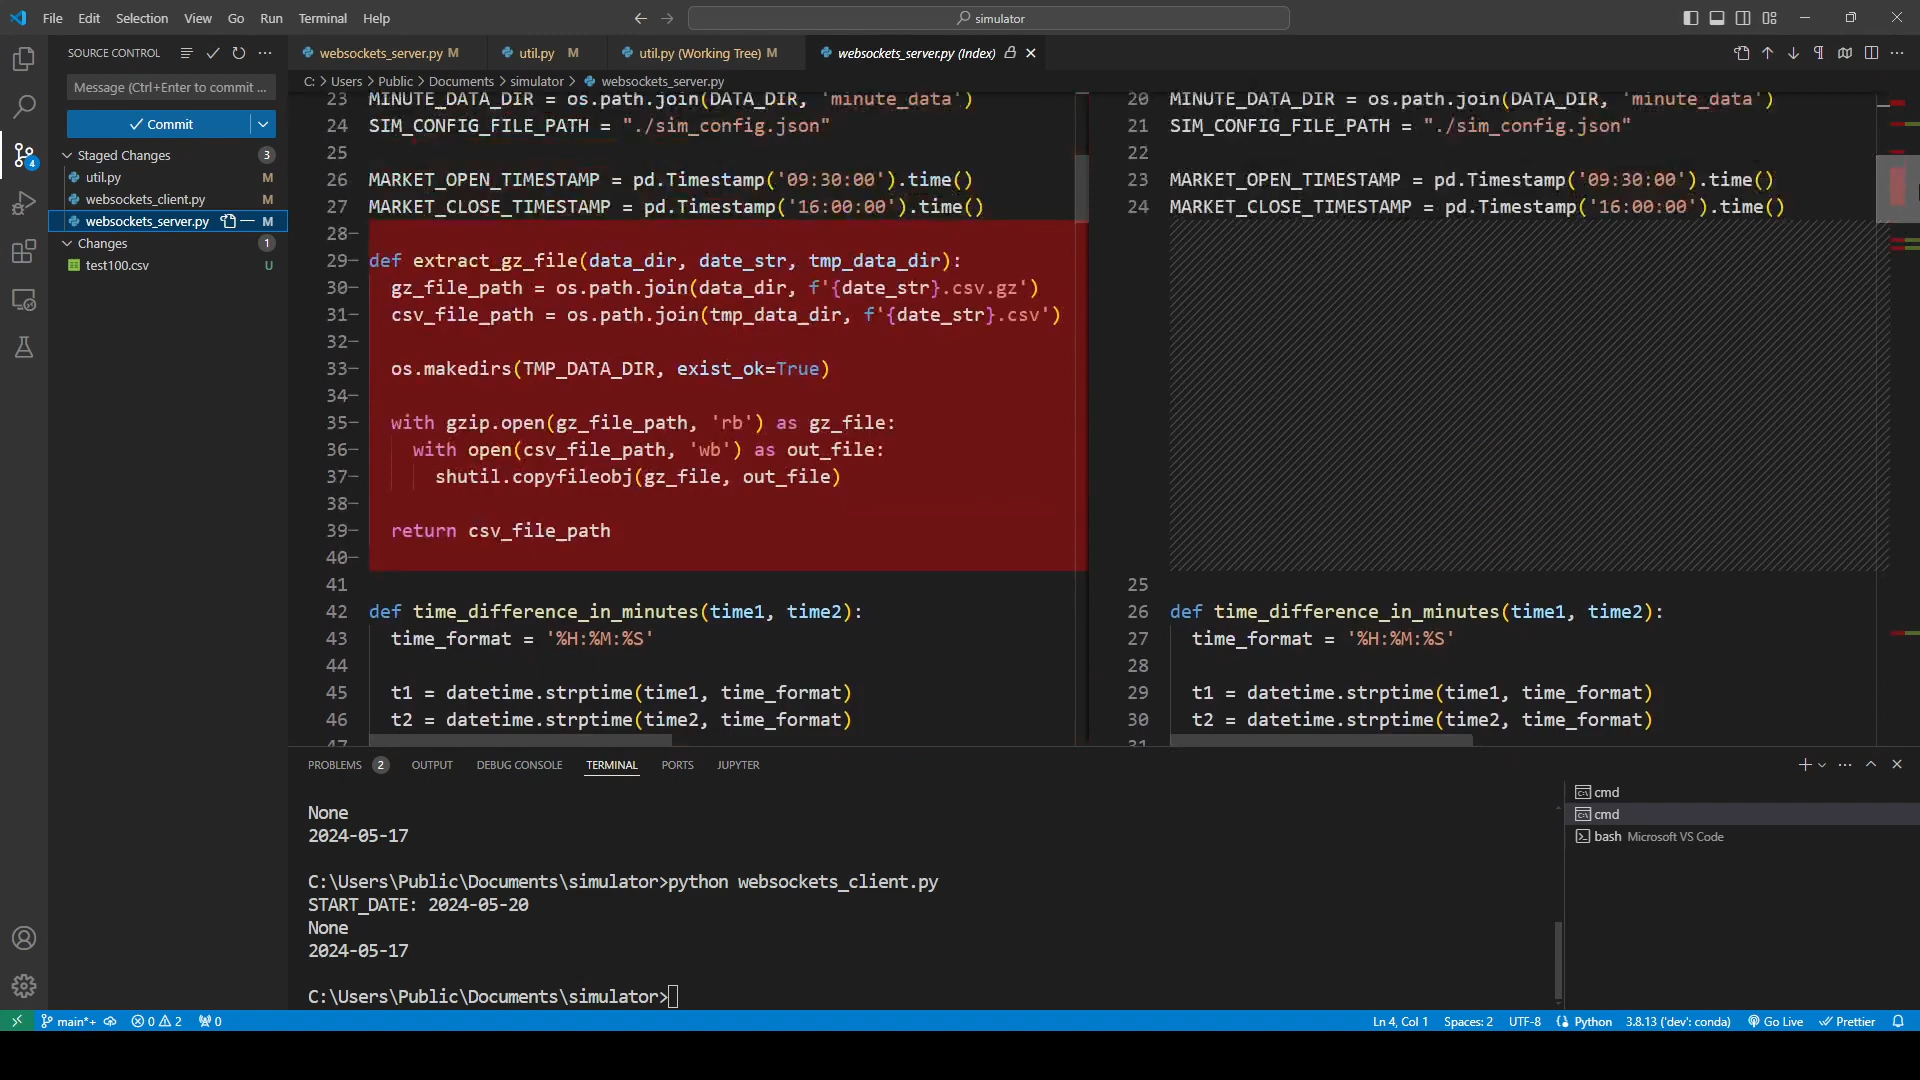 File Edit Selection View Go Run Terminal Help
simulator
SOURCE CONTROL
websockets_server.py M
util.py M
util.py (Working Tree) M
websockets_server.py (Index)
C: > Users > Public > Documents > simulator > websockets_server.py
Message (Ctrl+Enter to commit ...
Commit
Staged Changes 3
util.py M
websockets_client.py M
websockets_server.py M
Changes 1
test100.csv U
4
23 MINUTE_DATA_DIR = os.path.join(DATA_DIR, 'minute_data')
24 SIM_CONFIG_FILE_PATH = "./sim_config.json"
25
26 MARKET_OPEN_TIMESTAMP = pd.Timestamp('09:30:00').time()
27 MARKET_CLOSE_TIMESTAMP = pd.Timestamp('16:00:00').time()
28-
29- def extract_gz_file(data_dir, date_str, tmp_data_dir):
30- gz_file_path = os.path.join(data_dir, f'{date_str}.csv.gz')
31- csv_file_path = os.path.join(tmp_data_dir, f'{date_str}.csv')
32-
33- os.makedirs(TMP_DATA_DIR, exist_ok=True)
34-
35- with gzip.open(gz_file_path, 'rb') as gz_file:
36- with open(csv_file_path, 'wb') as out_file:
37- shutil.copyfileobj(gz_file, out_file)
38-
39- return csv_file_path
40-
41
42 def time_difference_in_minutes(time1, time2):
43 time_format = '%H:%M:%S'
44
45 t1 = datetime.strptime(time1, time_format)
46 t2 = datetime.strptime(time2, time_format)
47
20 MINUTE_DATA_DIR = os.path.join(DATA_DIR, 'minute_data')
21 SIM_CONFIG_FILE_PATH = "./sim_config.json"
22
23 MARKET_OPEN_TIMESTAMP = pd.Timestamp('09:30:00').time()
24 MARKET_CLOSE_TIMESTAMP = pd.Timestamp('16:00:00').time()
25
26 def time_difference_in_minutes(time1, time2):
27 time_format = '%H:%M:%S'
28
29 t1 = datetime.strptime(time1, time_format)
30 t2 = datetime.strptime(time2, time_format)
31
PROBLEMS 2 OUTPUT DEBUG CONSOLE TERMINAL PORTS JUPYTER
None
2024-05-17
C:\Users\Public\Documents\simulator>python websockets_client.py
START_DATE: 2024-05-20
None
2024-05-17
C:\Users\Public\Documents\simulator>
cmd
cmd
bash Microsoft VS Code
main*+ 0 2 0 Ln 4, Col 1 Spaces: 2 UTF-8 Python 3.8.13 ('dev': conda) Go Live Prettier